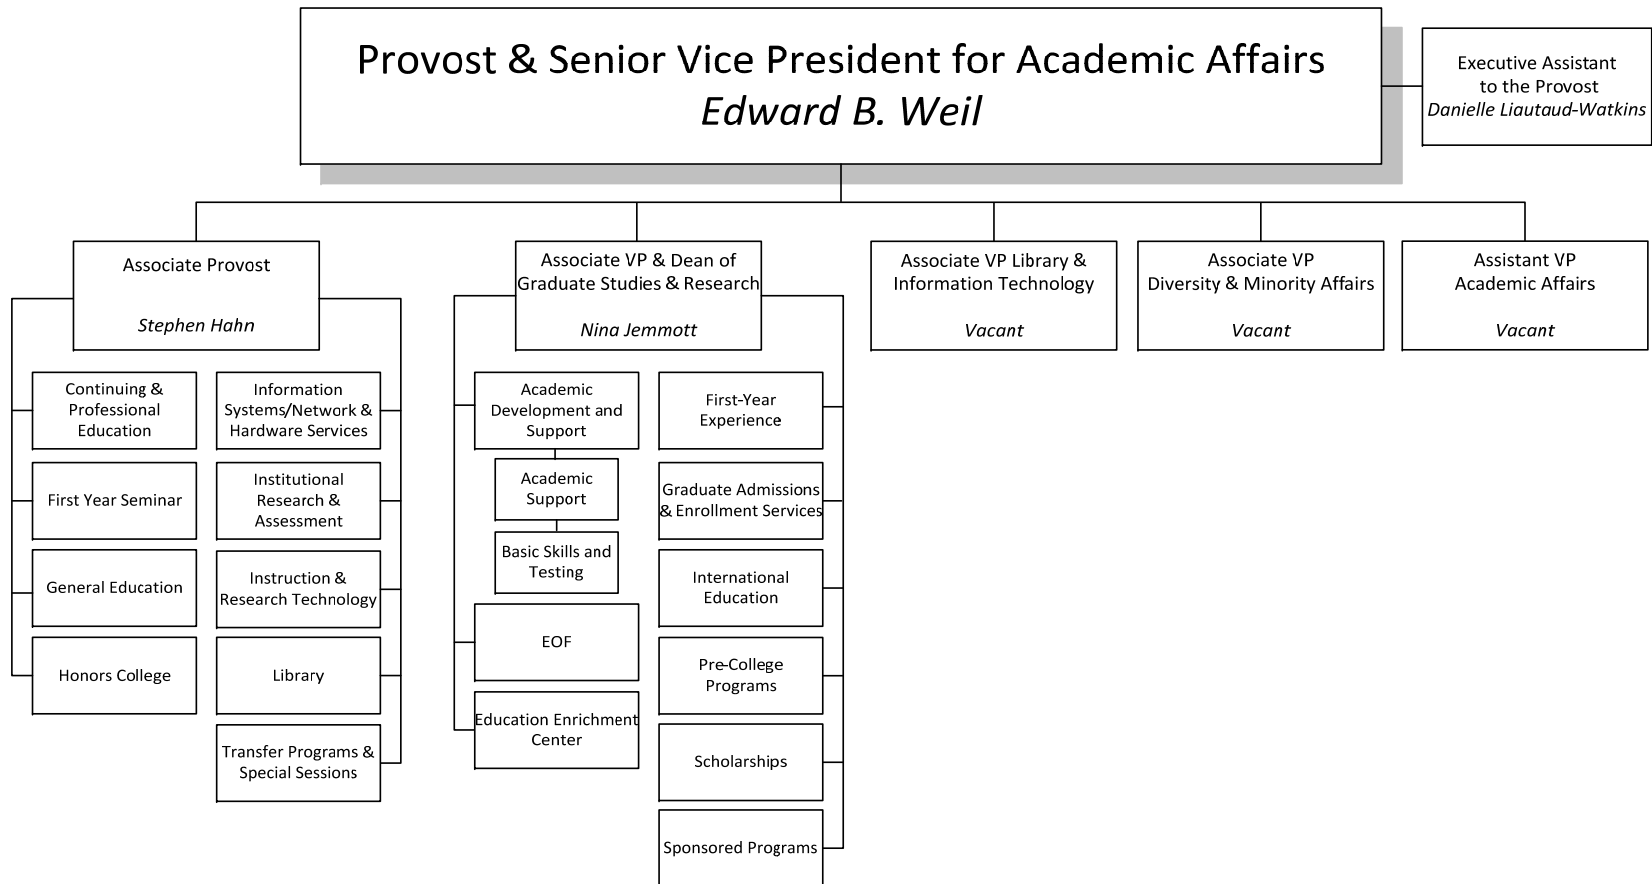 Provost & Senior Vice President for Academic Affairs
Edward B. Weil
Executive Assistant
to the Provost
Danielle Liautaud-Watkins
Associate Provost
Stephen Hahn
Associate VP & Dean of
Graduate Studies & Research
Nina Jemmott
Associate VP Library &
Information Technology
Vacant
Associate VP
Diversity & Minority Affairs
Vacant
Assistant VP
Academic Affairs
Vacant
Continuing &
Professional
Education
First Year Seminar
General Education
Honors College
Information
Systems/Network &
Hardware Services
Institutional
Research &
Assessment
Instruction &
Research Technology
Library
Transfer Programs &
Special Sessions
Academic
Development and
Support
Academic
Support
Basic Skills and
Testing
EOF
Education Enrichment
Center
First-Year
Experience
Graduate Admissions
& Enrollment Services
International
Education
Pre-College
Programs
Scholarships
Sponsored Programs